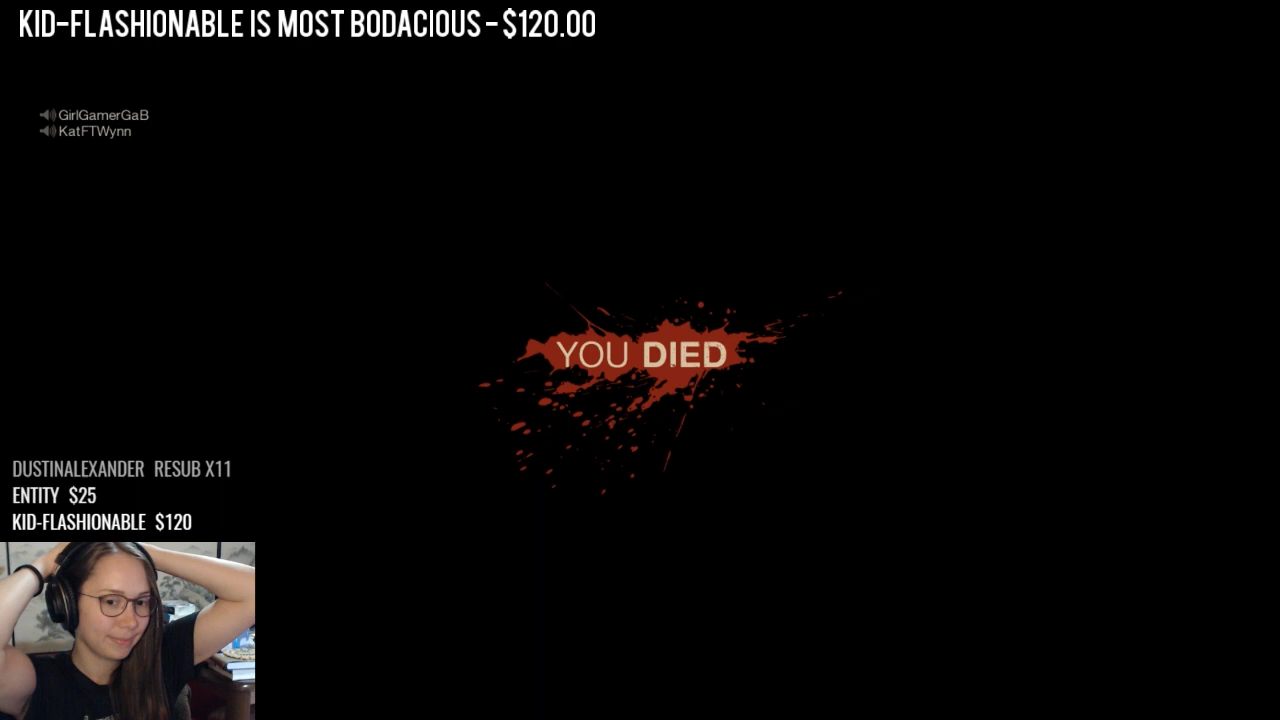 KID-FLASHIONABLE IS MOST BODACIOUS - $120.00
GirlGamerGaB
KatFTWynn
YOU DIED
DUSTINALEXANDER RESUB X11
ENTITY $25
KID-FLASHIONABLE $120